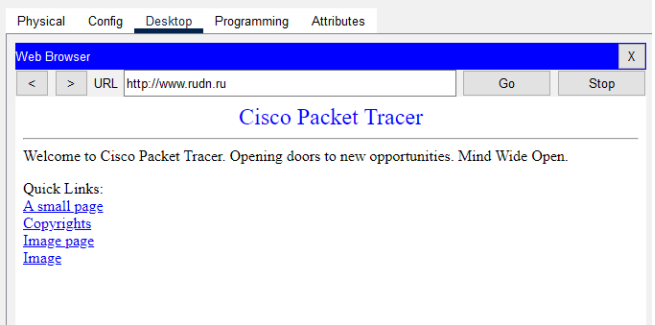 Physical Config Desktop Programming Attributes
Web Browser X
< > URL http://www.rudn.ru Go Stop
Cisco Packet Tracer
Welcome to Cisco Packet Tracer. Opening doors to new opportunities. Mind Wide Open.
Quick Links:
A small page
Copyrights
Image page
Image